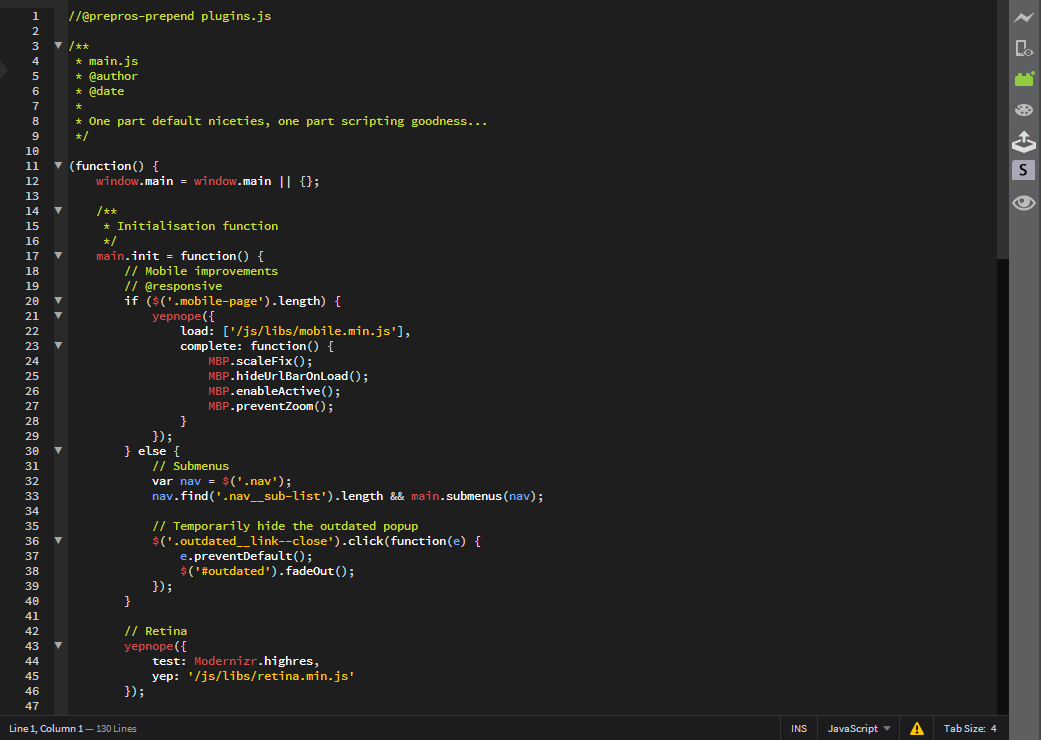 1 //@prepros-prepend plugins.js
2
3 /**
4  * main.js
5  * @author
6  * @date
7  *
8  * One part default niceties, one part scripting goodness...
9  */
10
11 (function() {
12     window.main = window.main || {};
13
14     /**
15      * Initialisation function
16      */
17     main.init = function() {
18         // Mobile improvements
19         // @responsive
20         if ($('.mobile-page').length) {
21             yepnope({
22                 load: ['/js/libs/mobile.min.js'],
23                 complete: function() {
24                     MBP.scaleFix();
25                     MBP.hideUrlBarOnLoad();
26                     MBP.enableActive();
27                     MBP.preventZoom();
28                 }
29             });
30         } else {
31             // Submenus
32             var nav = $('.nav');
33             nav.find('.nav__sub-list').length && main.submenus(nav);
34
35             // Temporarily hide the outdated popup
36             $('.outdated__link--close').click(function(e) {
37                 e.preventDefault();
38                 $('#outdated').fadeOut();
39             });
40         }
41
42         // Retina
43         yepnope({
44             test: Modernizr.highres,
45             yep: '/js/libs/retina.min.js'
46         });
47
S
Line 1, Column 1 — 130 Lines INS JavaScript Tab Size: 4